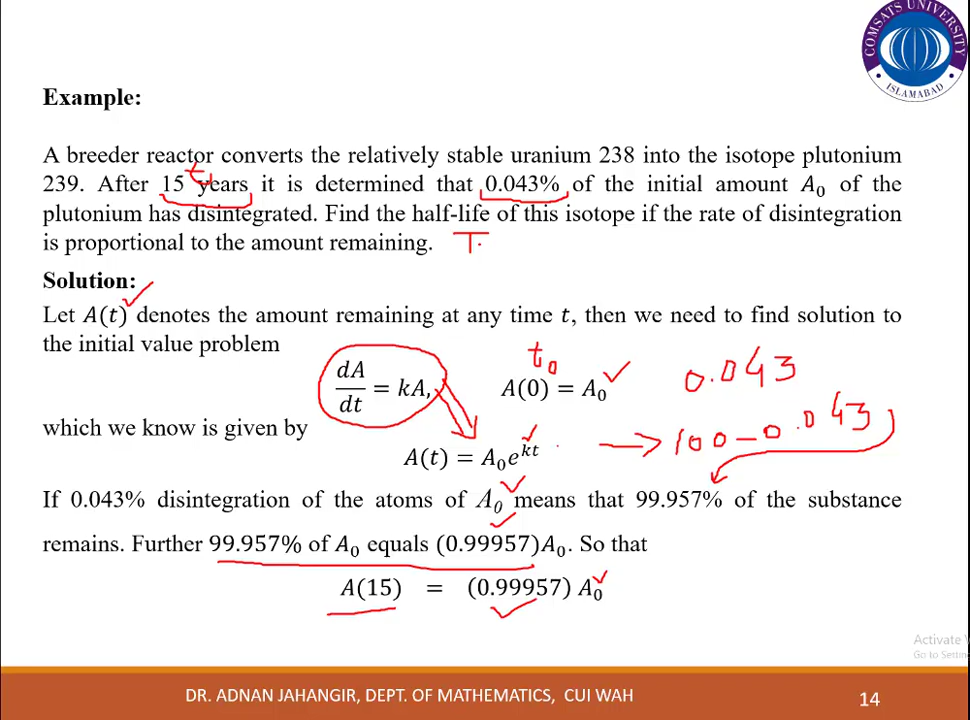 COMSATS UNIVERSITY
ISLAMABAD
Example:
A breeder reactor converts the relatively stable uranium 238 into the isotope plutonium
t
239. After 15 years it is determined that 0.043% of the initial amount A₀ of the
plutonium has disintegrated. Find the half-life of this isotope if the rate of disintegration
is proportional to the amount remaining. T
Solution:
Let A(t) denotes the amount remaining at any time t, then we need to find solution to
the initial value problem
t₀
dA/dt = kA, A(0) = A₀ 0.043
which we know is given by
A(t) = A₀e^{kt} → 100 - 0.043
If 0.043% disintegration of the atoms of A₀ means that 99.957% of the substance
remains. Further 99.957% of A₀ equals (0.99957)A₀. So that
A(15) = (0.99957) A₀
Activate
Go to Setting
DR. ADNAN JAHANGIR, DEPT. OF MATHEMATICS, CUI WAH 14